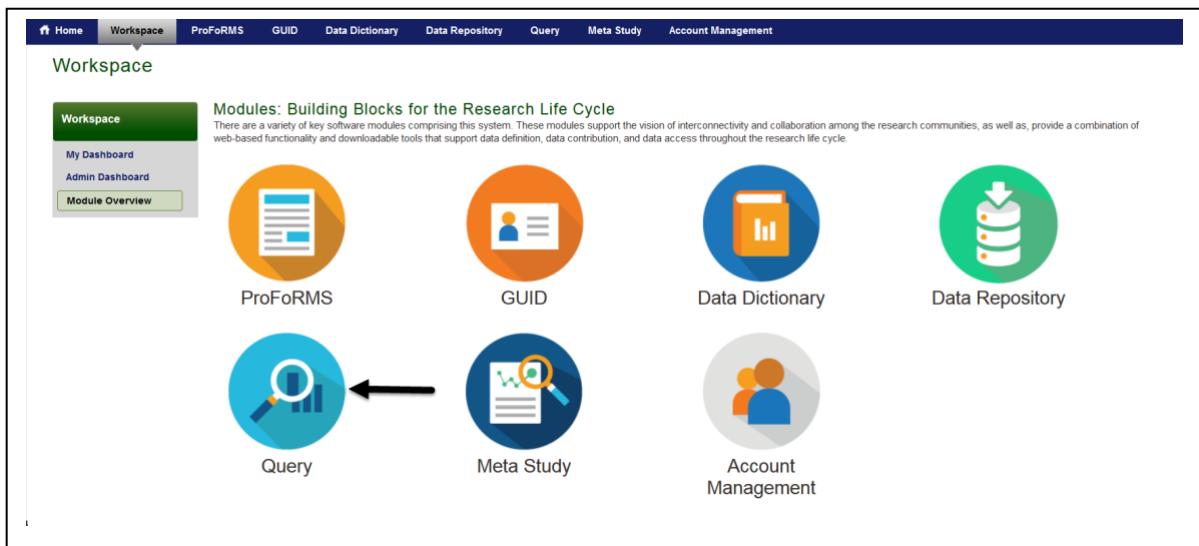 Home Workspace ProFoRMS GUID Data Dictionary Data Repository Query Meta Study Account Management
Workspace
Workspace
My Dashboard
Admin Dashboard
Module Overview
Modules: Building Blocks for the Research Life Cycle
There are a variety of key software modules comprising this system. These modules support the vision of interconnectivity and collaboration among the research communities, as well as, provide a combination of
web-based functionality and downloadable tools that support data definition, data contribution, and data access throughout the research life cycle.
ProFoRMS GUID Data Dictionary Data Repository
Query Meta Study Account
Management